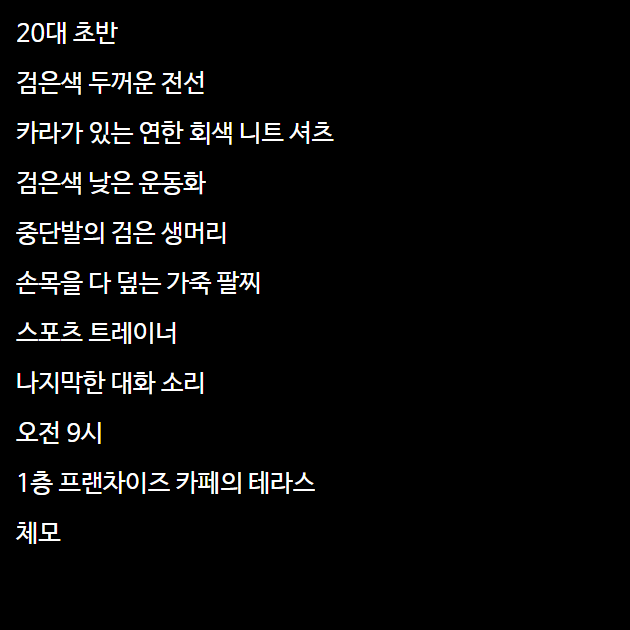 20대 초반
검은색 두꺼운 전선
카라가 있는 연한 회색 니트 셔츠
검은색 낮은 운동화
중단발의 검은 생머리
손목을 다 덮는 가죽 팔찌
스포츠 트레이너
나지막한 대화 소리
오전 9시
1층 프랜차이즈 카페의 테라스
체모